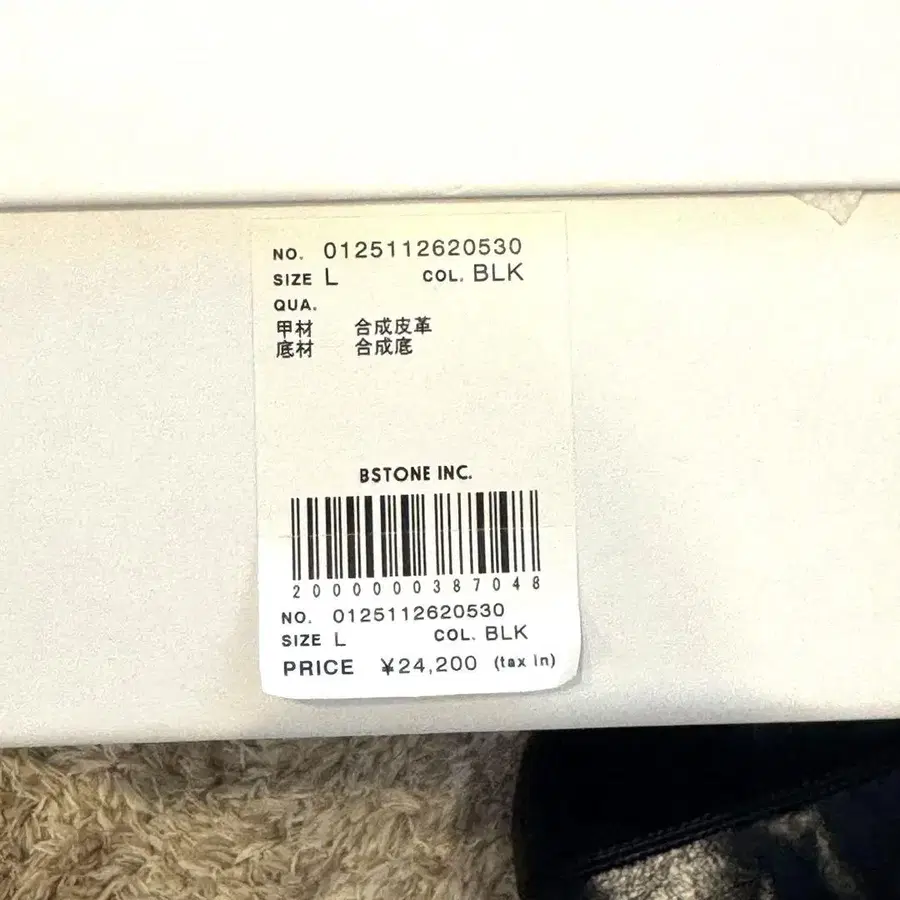 NO. 0125112620530
SIZE L COL. BLK
QUA.
甲材 合成皮革
底材 合成底
BSTONE INC.
2000000387048
NO. 0125112620530
SIZE L COL. BLK
PRICE ¥24,200 (tax in)